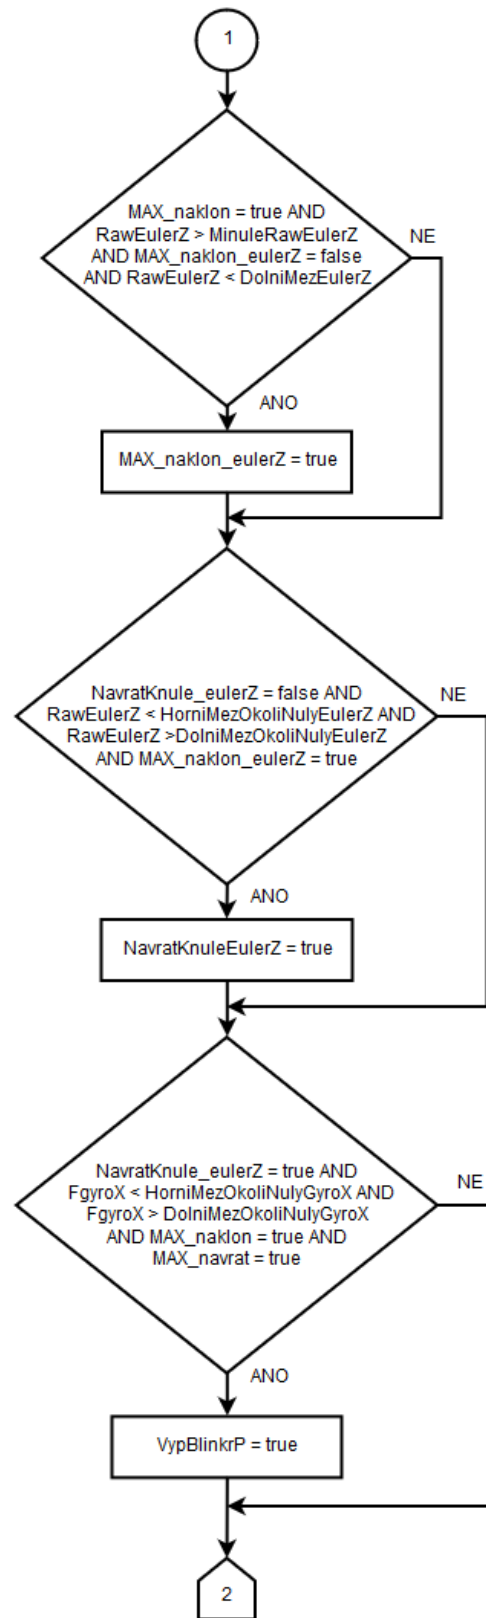 1
MAX_naklon = true AND
RawEulerZ > MinuleRawEulerZ
AND MAX_naklon_eulerZ = false
AND RawEulerZ < DolniMezEulerZ
NE
ANO
MAX_naklon_eulerZ = true
NavratKnule_eulerZ = false AND
RawEulerZ < HorniMezOkoliNulyEulerZ AND
RawEulerZ >DolniMezOkoliNulyEulerZ
AND MAX_naklon_eulerZ = true
NE
ANO
NavratKnuleEulerZ = true
NavratKnule_eulerZ = true AND
FgyroX < HorniMezOkoliNulyGyroX AND
FgyroX > DolniMezOkoliNulyGyroX
AND MAX_naklon = true AND
MAX_navrat = true
NE
ANO
VypBlinkrP = true
2